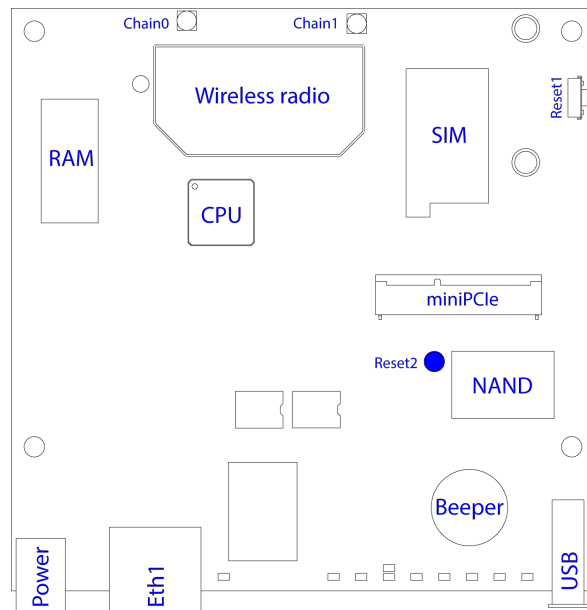 Chain0
Chain1
Wireless radio
Reset1
RAM
SIM
CPU
miniPCIe
Reset2
NAND
Beeper
Power
Eth1
USB